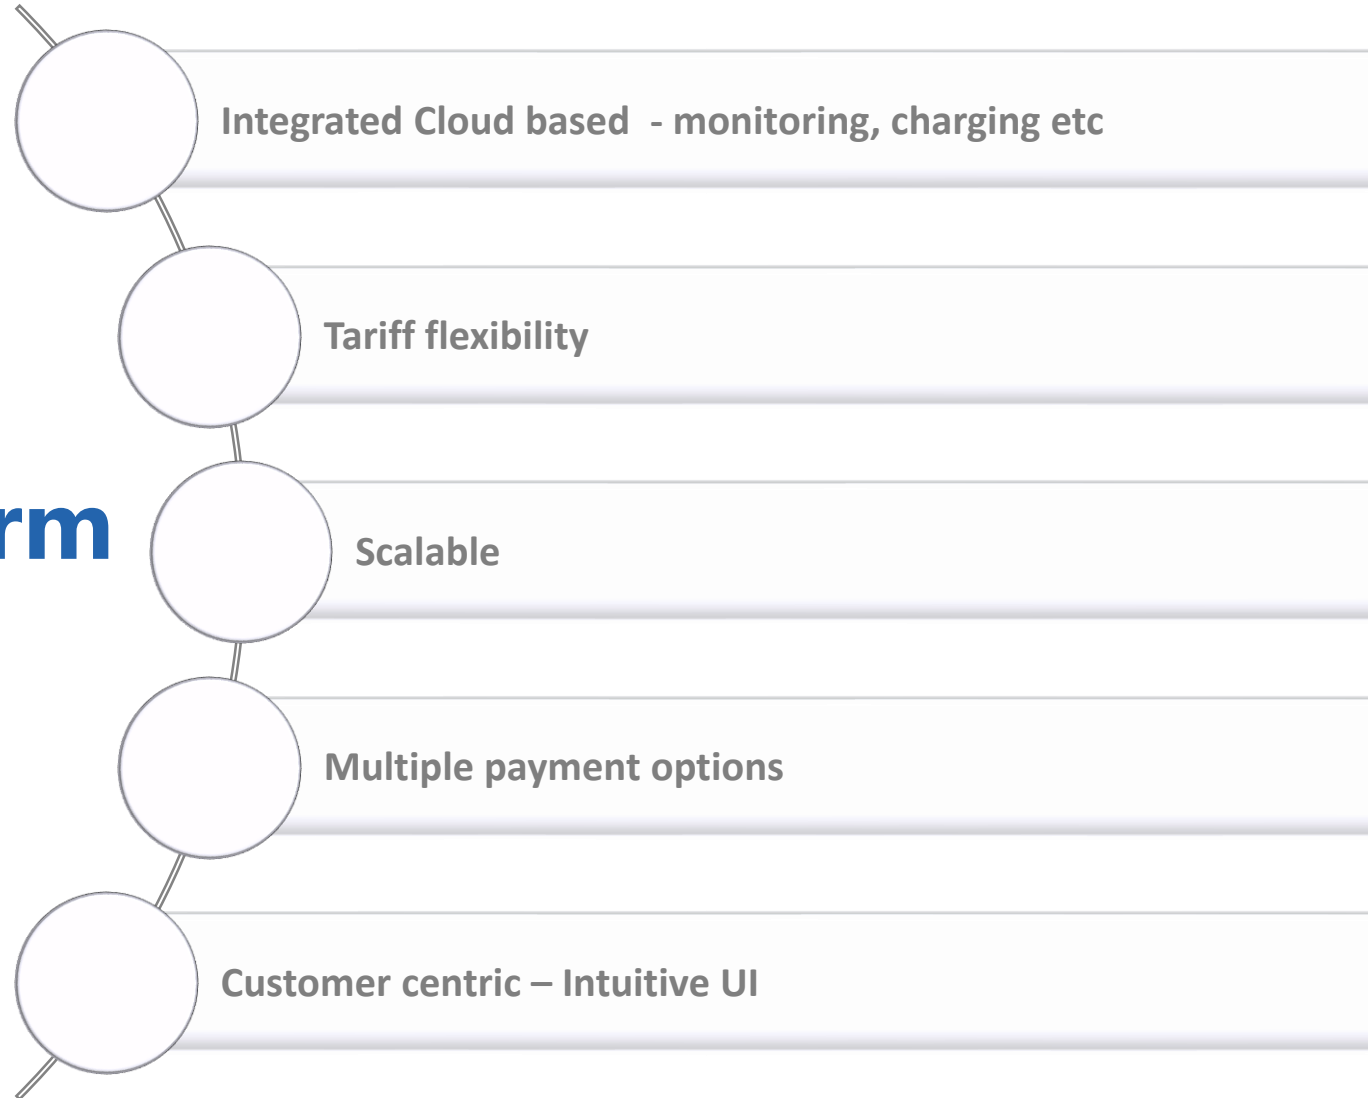 Integrated Cloud based  - monitoring, charging etc
Tariff flexibility
rm
Scalable
Multiple payment options
Customer centric – Intuitive UI